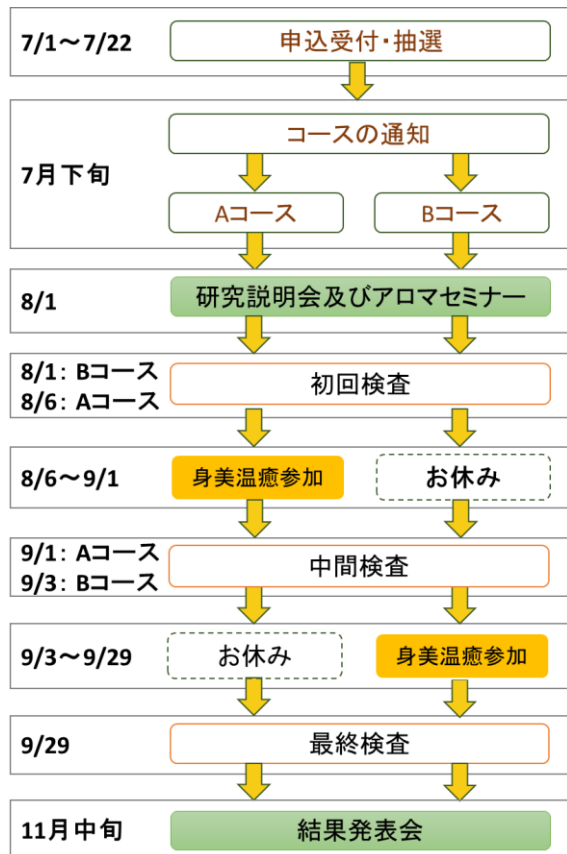 7/1～7/22
申込受付・抽選
コースの通知
7月下旬
Aコース
Bコース
8/1
研究説明会及びアロマセミナー
8/1: Bコース
8/6: Aコース
初回検査
8/6～9/1
身美温癒参加
お休み
9/1: Aコース
9/3: Bコース
中間検査
9/3～9/29
お休み
身美温癒参加
9/29
最終検査
11月中旬
結果発表会